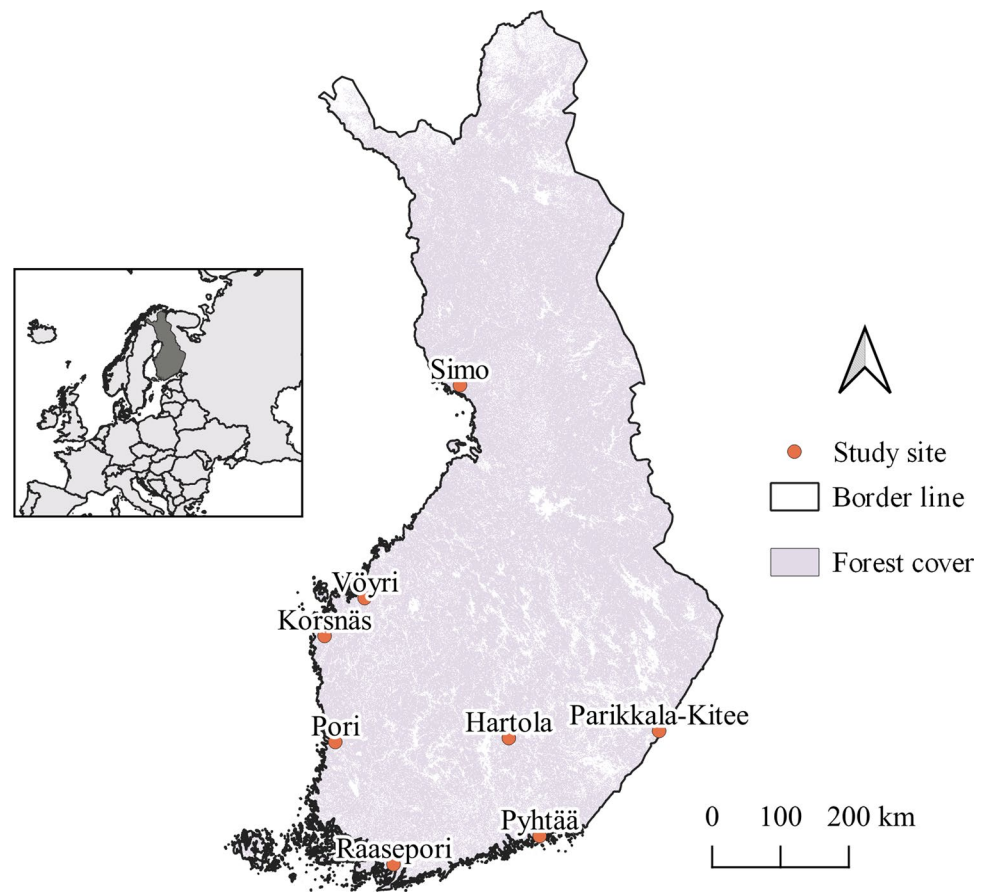 Simo
Study site
Border line
Forest cover
Vöyri
Korsnäs
Pori
Hartola
Parikkala-Kitee
Pyhtää
Raasepori
0 100 200 km